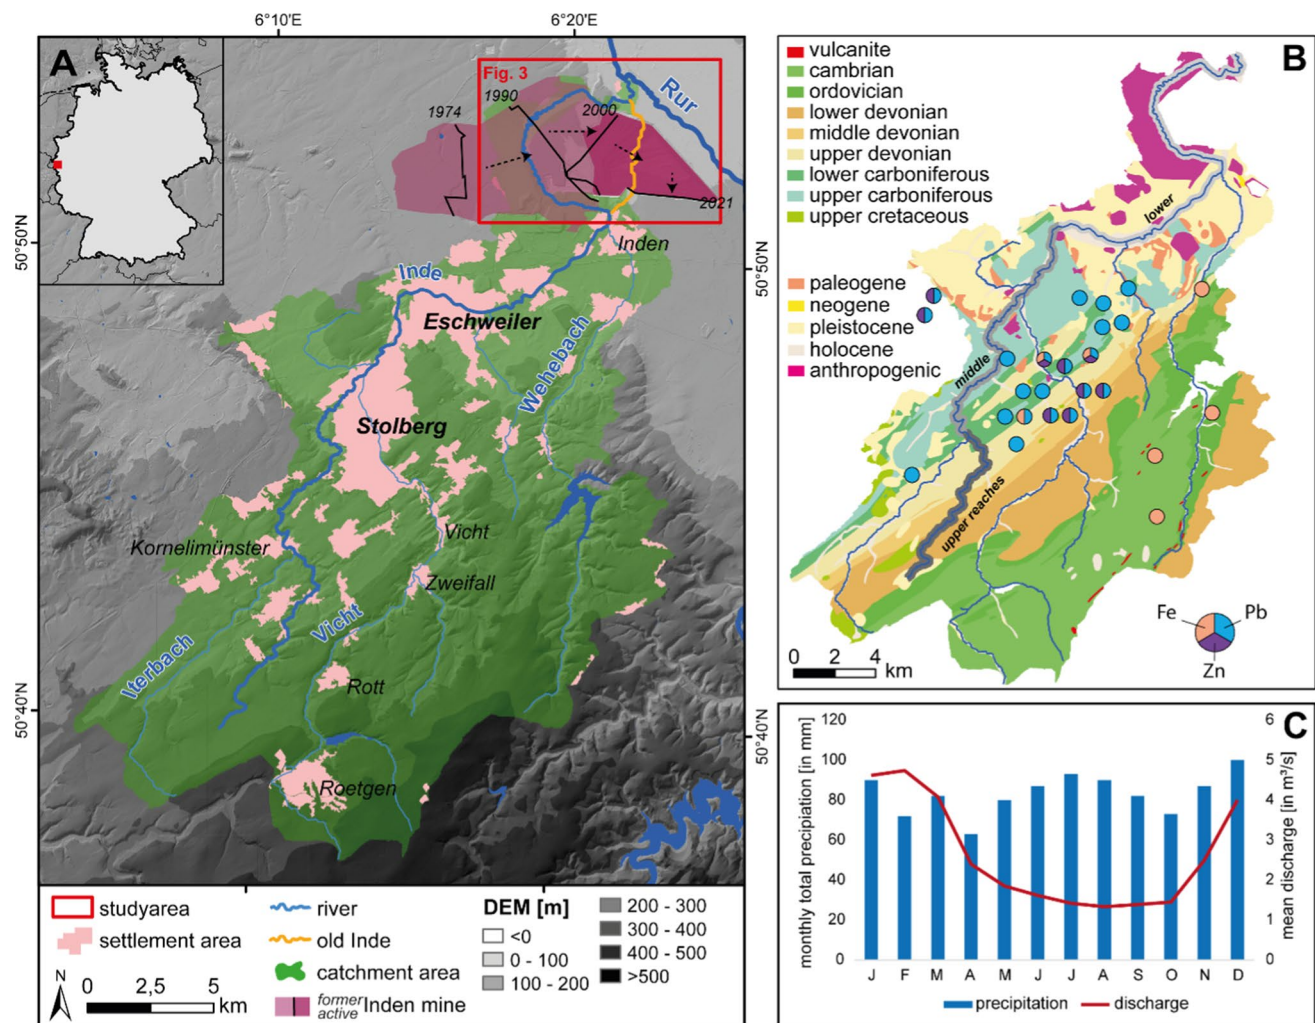 6°10'E
6°20'E
A
Fig. 3
1990
1974
2000
Rur
2021
50°50'N
50°50'N
Inden
Inde
Eschweiler
Wehebach
Stolberg
Vicht
Kornelimünster
Zweifall
Vicht
Iterbach
Rott
50°40'N
50°40'N
Roetgen
studyarea
settlement area
N
0 2,5 5
km
river
old Inde
catchment area
former
active
Inden mine
DEM [m]
<0
0 - 100
100 - 200
200 - 300
300 - 400
400 - 500
>500
B
vulcanite
cambrian
ordovician
lower devonian
middle devonian
upper devonian
lower carboniferous
upper carboniferous
upper cretaceous
paleogene
neogene
pleistocene
holocene
anthropogenic
lower
middle
upper reaches
Fe Pb
Zn
0 2 4
km
C
monthly total precipiation [in mm]
120
100
80
60
40
20
0
6
5
4
3
2
1
0
mean discharge [in m³/s]
J F M A M J J A S O N D
precipitation discharge